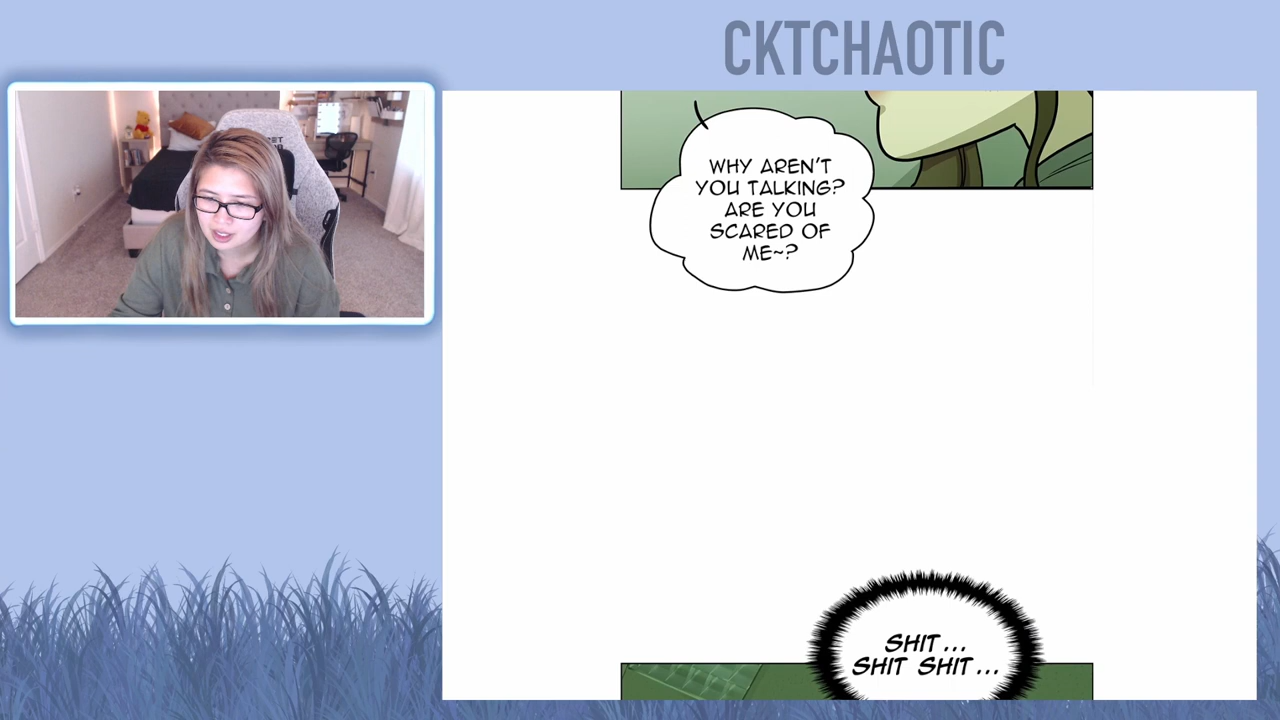 CKTCHAOTIC
WHY AREN'T
YOU TALKING?
ARE YOU
SCARED OF
ME~?
SHIT...
SHIT SHIT...